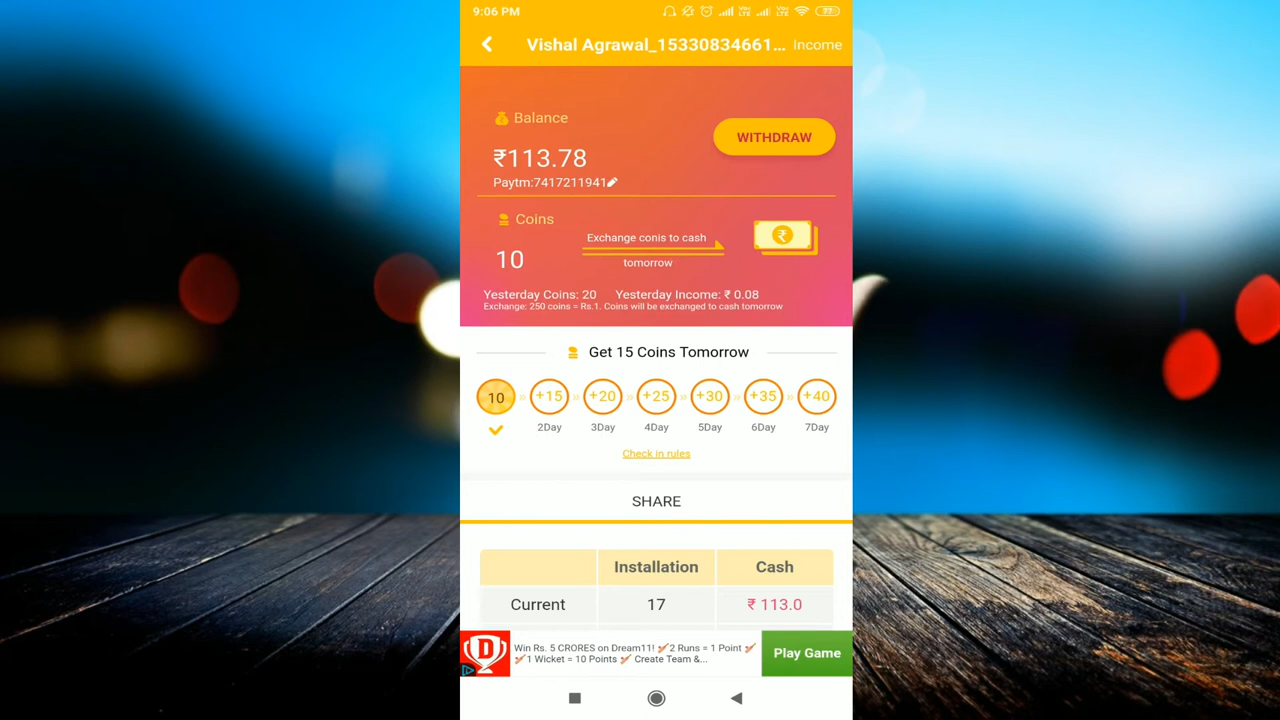 9:06 PM
77
Vishal Agrawal_15330834661... Income
Balance
₹113.78
WITHDRAW
Paytm:7417211941
Coins
Exchange conis to cash
10
tomorrow
Yesterday Coins: 20 Yesterday Income: ₹ 0.08
Exchange: 250 coins = Rs.1. Coins will be exchanged to cash tomorrow
Get 15 Coins Tomorrow
10 +15 +20 +25 +30 +35 +40
2Day 3Day 4Day 5Day 6Day 7Day
Check in rules
SHARE
Installation Cash
Current 17 ₹ 113.0
Win Rs. 5 CRORES on Dream11! 2 Runs = 1 Point
1 Wicket = 10 Points Create Team &...
Play Game